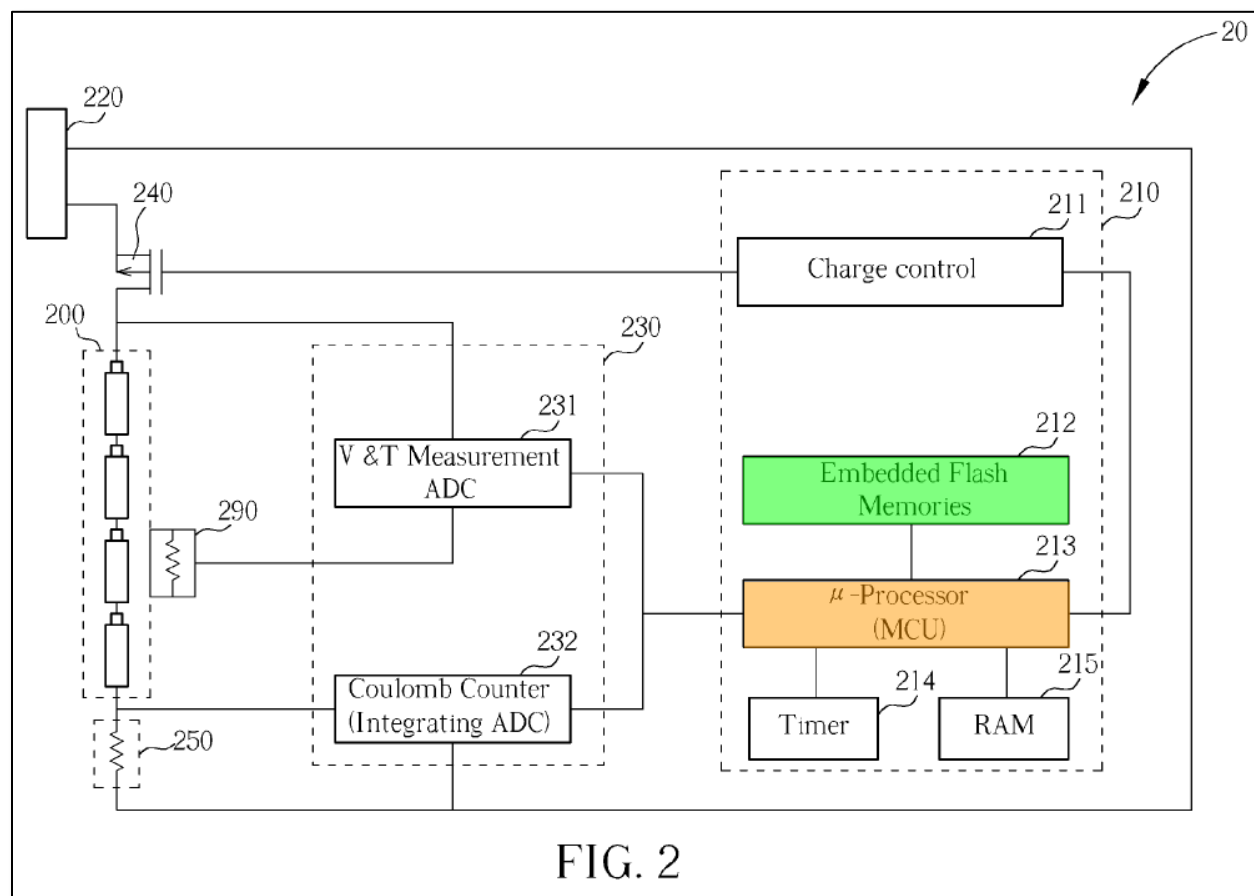 20
220
240
211
210
Charge control
200
230
231
V &T Measurement
ADC
212
Embedded Flash
Memories
290
213
μ-Processor
(MCU)
232
Coulomb Counter
(Integrating ADC)
214
215
Timer
RAM
250
FIG. 2